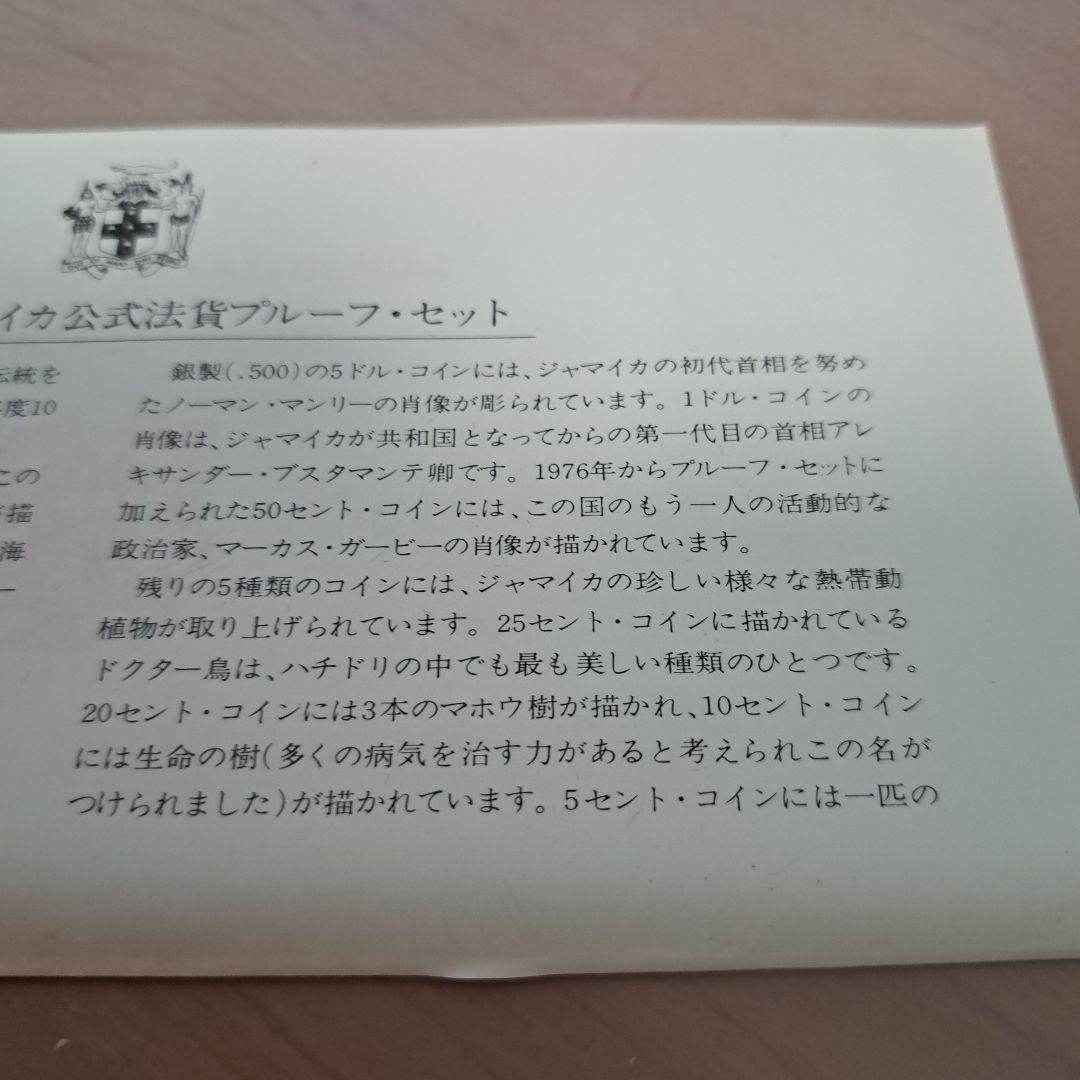 イカ公式法貨プルーフ・セット
伝統を
度10
この
描
海
ー
銀製(.500)の5ドル・コインには、ジャマイカの初代首相を努め
たノーマン・マンリーの肖像が彫られています。1ドル・コインの
肖像は、ジャマイカが共和国となってからの第一代目の首相アレ
キサンダー・ブスタマンテ卿です。1976年からプルーフ・セットに
加えられた50セント・コインには、この国のもう一人の活動的な
政治家、マーカス・ガービーの肖像が描かれています。
残りの5種類のコインには、ジャマイカの珍しい様々な熱帯動
植物が取り上げられています。25セント・コインに描かれている
ドクター鳥は、ハチドリの中でも最も美しい種類のひとつです。
20セント・コインには3本のマホウ樹が描かれ、10セント・コイン
には生命の樹(多くの病気を治す力があると考えられこの名が
つけられました)が描かれています。5セント・コインには一匹の